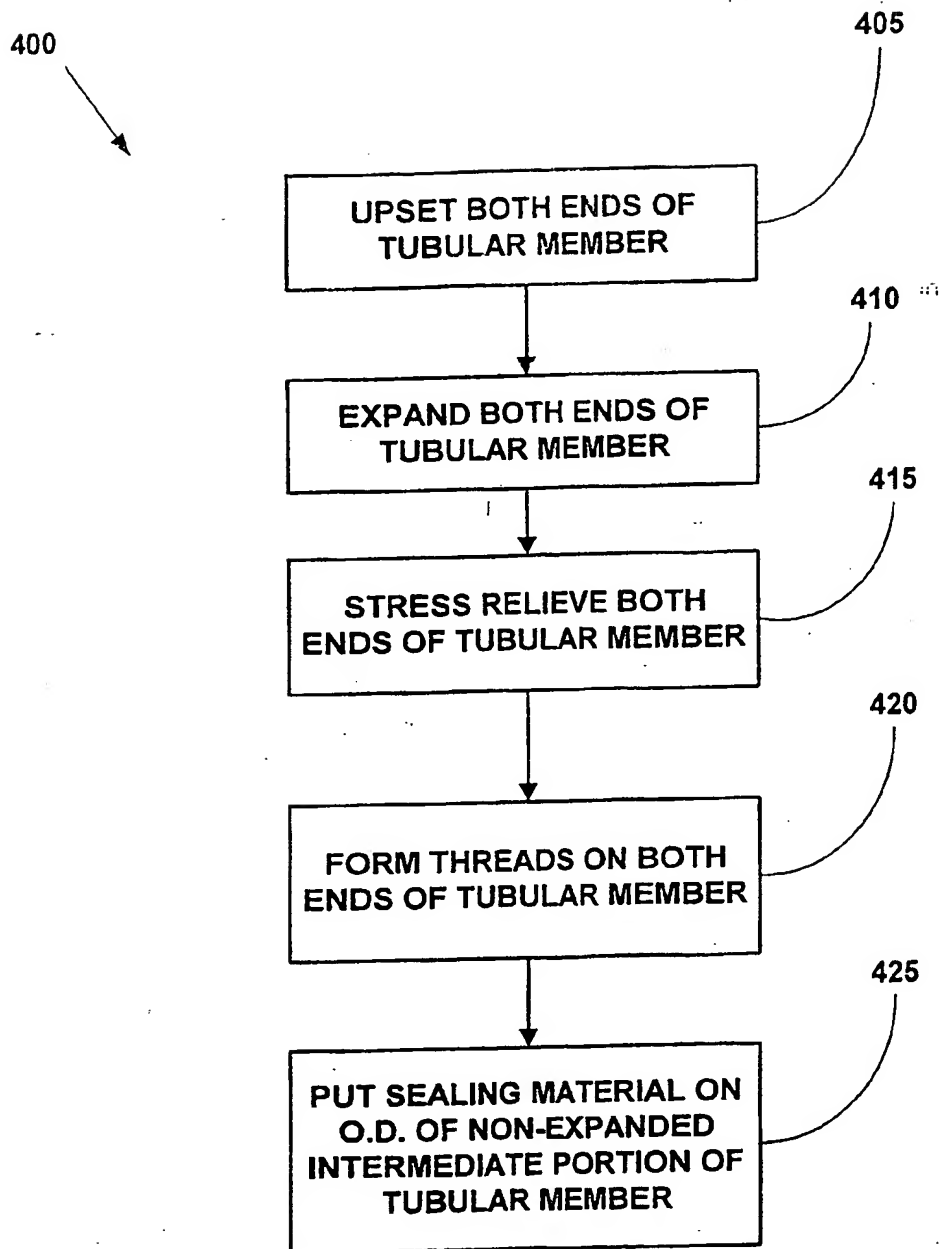 400
405
UPSET BOTH ENDS OF
TUBULAR MEMBER
410
EXPAND BOTH ENDS OF
TUBULAR MEMBER
415
STRESS RELIEVE BOTH
ENDS OF TUBULAR MEMBER
420
FORM THREADS ON BOTH
ENDS OF TUBULAR MEMBER
425
PUT SEALING MATERIAL ON
O.D. OF NON-EXPANDED
INTERMEDIATE PORTION OF
TUBULAR MEMBER